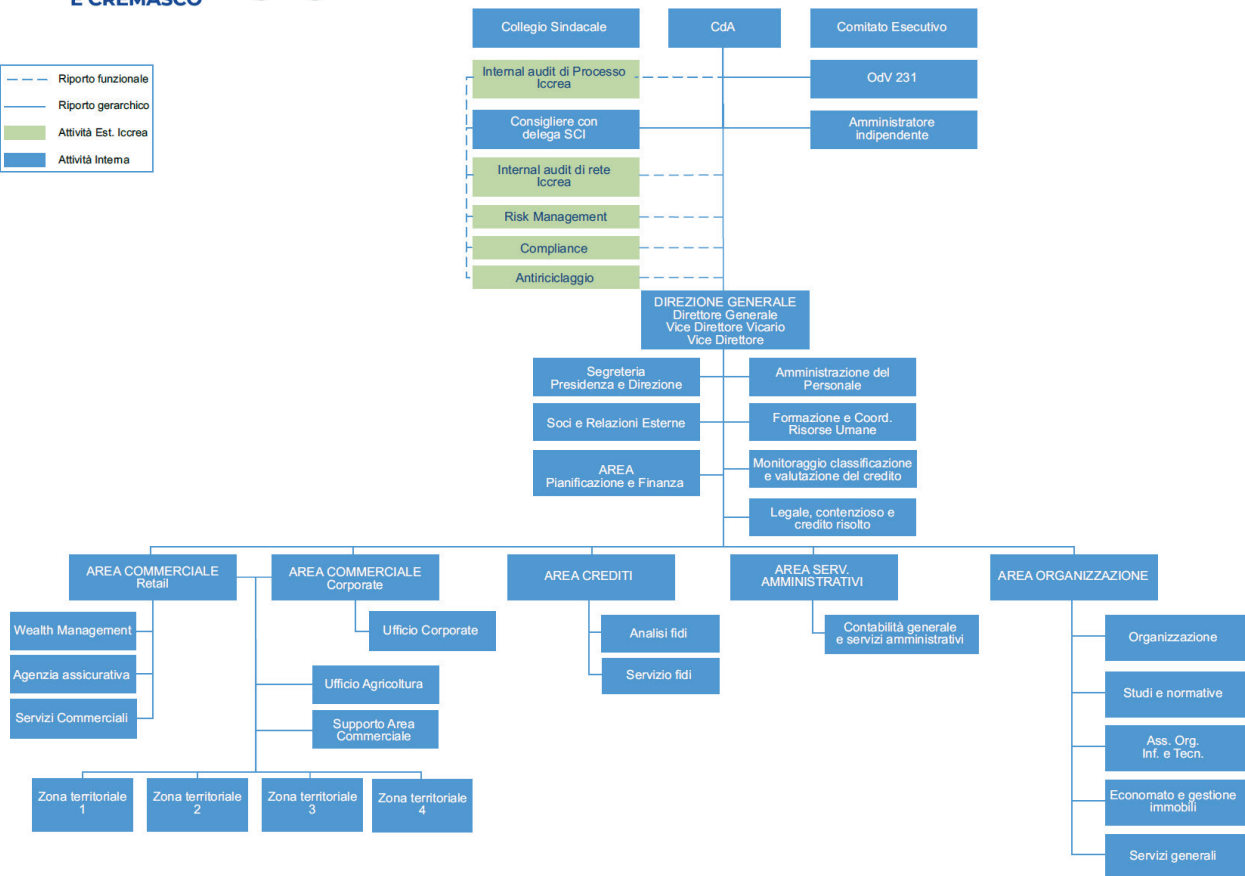 E CREMASCO
Riporto funzionale
Riporto gerarchico
Attività Est. Iccrea
Attività Interna
Collegio Sindacale
CdA
Comitato Esecutivo
Internal audit di Processo
Iccrea
OdV 231
Consigliere con
delega SCI
Amministratore
indipendente
Internal audit di rete
Iccrea
Risk Management
Compliance
Antiriciclaggio
DIREZIONE GENERALE
Direttore Generale
Vice Direttore Vicario
Vice Direttore
Segreteria
Presidenza e Direzione
Amministrazione del
Personale
Soci e Relazioni Esterne
Formazione e Coord.
Risorse Umane
AREA
Pianificazione e Finanza
Monitoraggio classificazione
e valutazione del credito
Legale, contenzioso e
credito risolto
AREA COMMERCIALE
Retail
AREA COMMERCIALE
Corporate
AREA CREDITI
AREA SERV.
AMMINISTRATIVI
AREA ORGANIZZAZIONE
Wealth Management
Agenzia assicurativa
Servizi Commerciali
Ufficio Corporate
Ufficio Agricoltura
Supporto Area
Commerciale
Analisi fidi
Servizio fidi
Contabilità generale
e servizi amministrativi
Organizzazione
Studi e normative
Ass. Org.
Inf. e Tecn.
Economato e gestione
immobili
Servizi generali
Zona territoriale
1
Zona territoriale
2
Zona territoriale
3
Zona territoriale
4